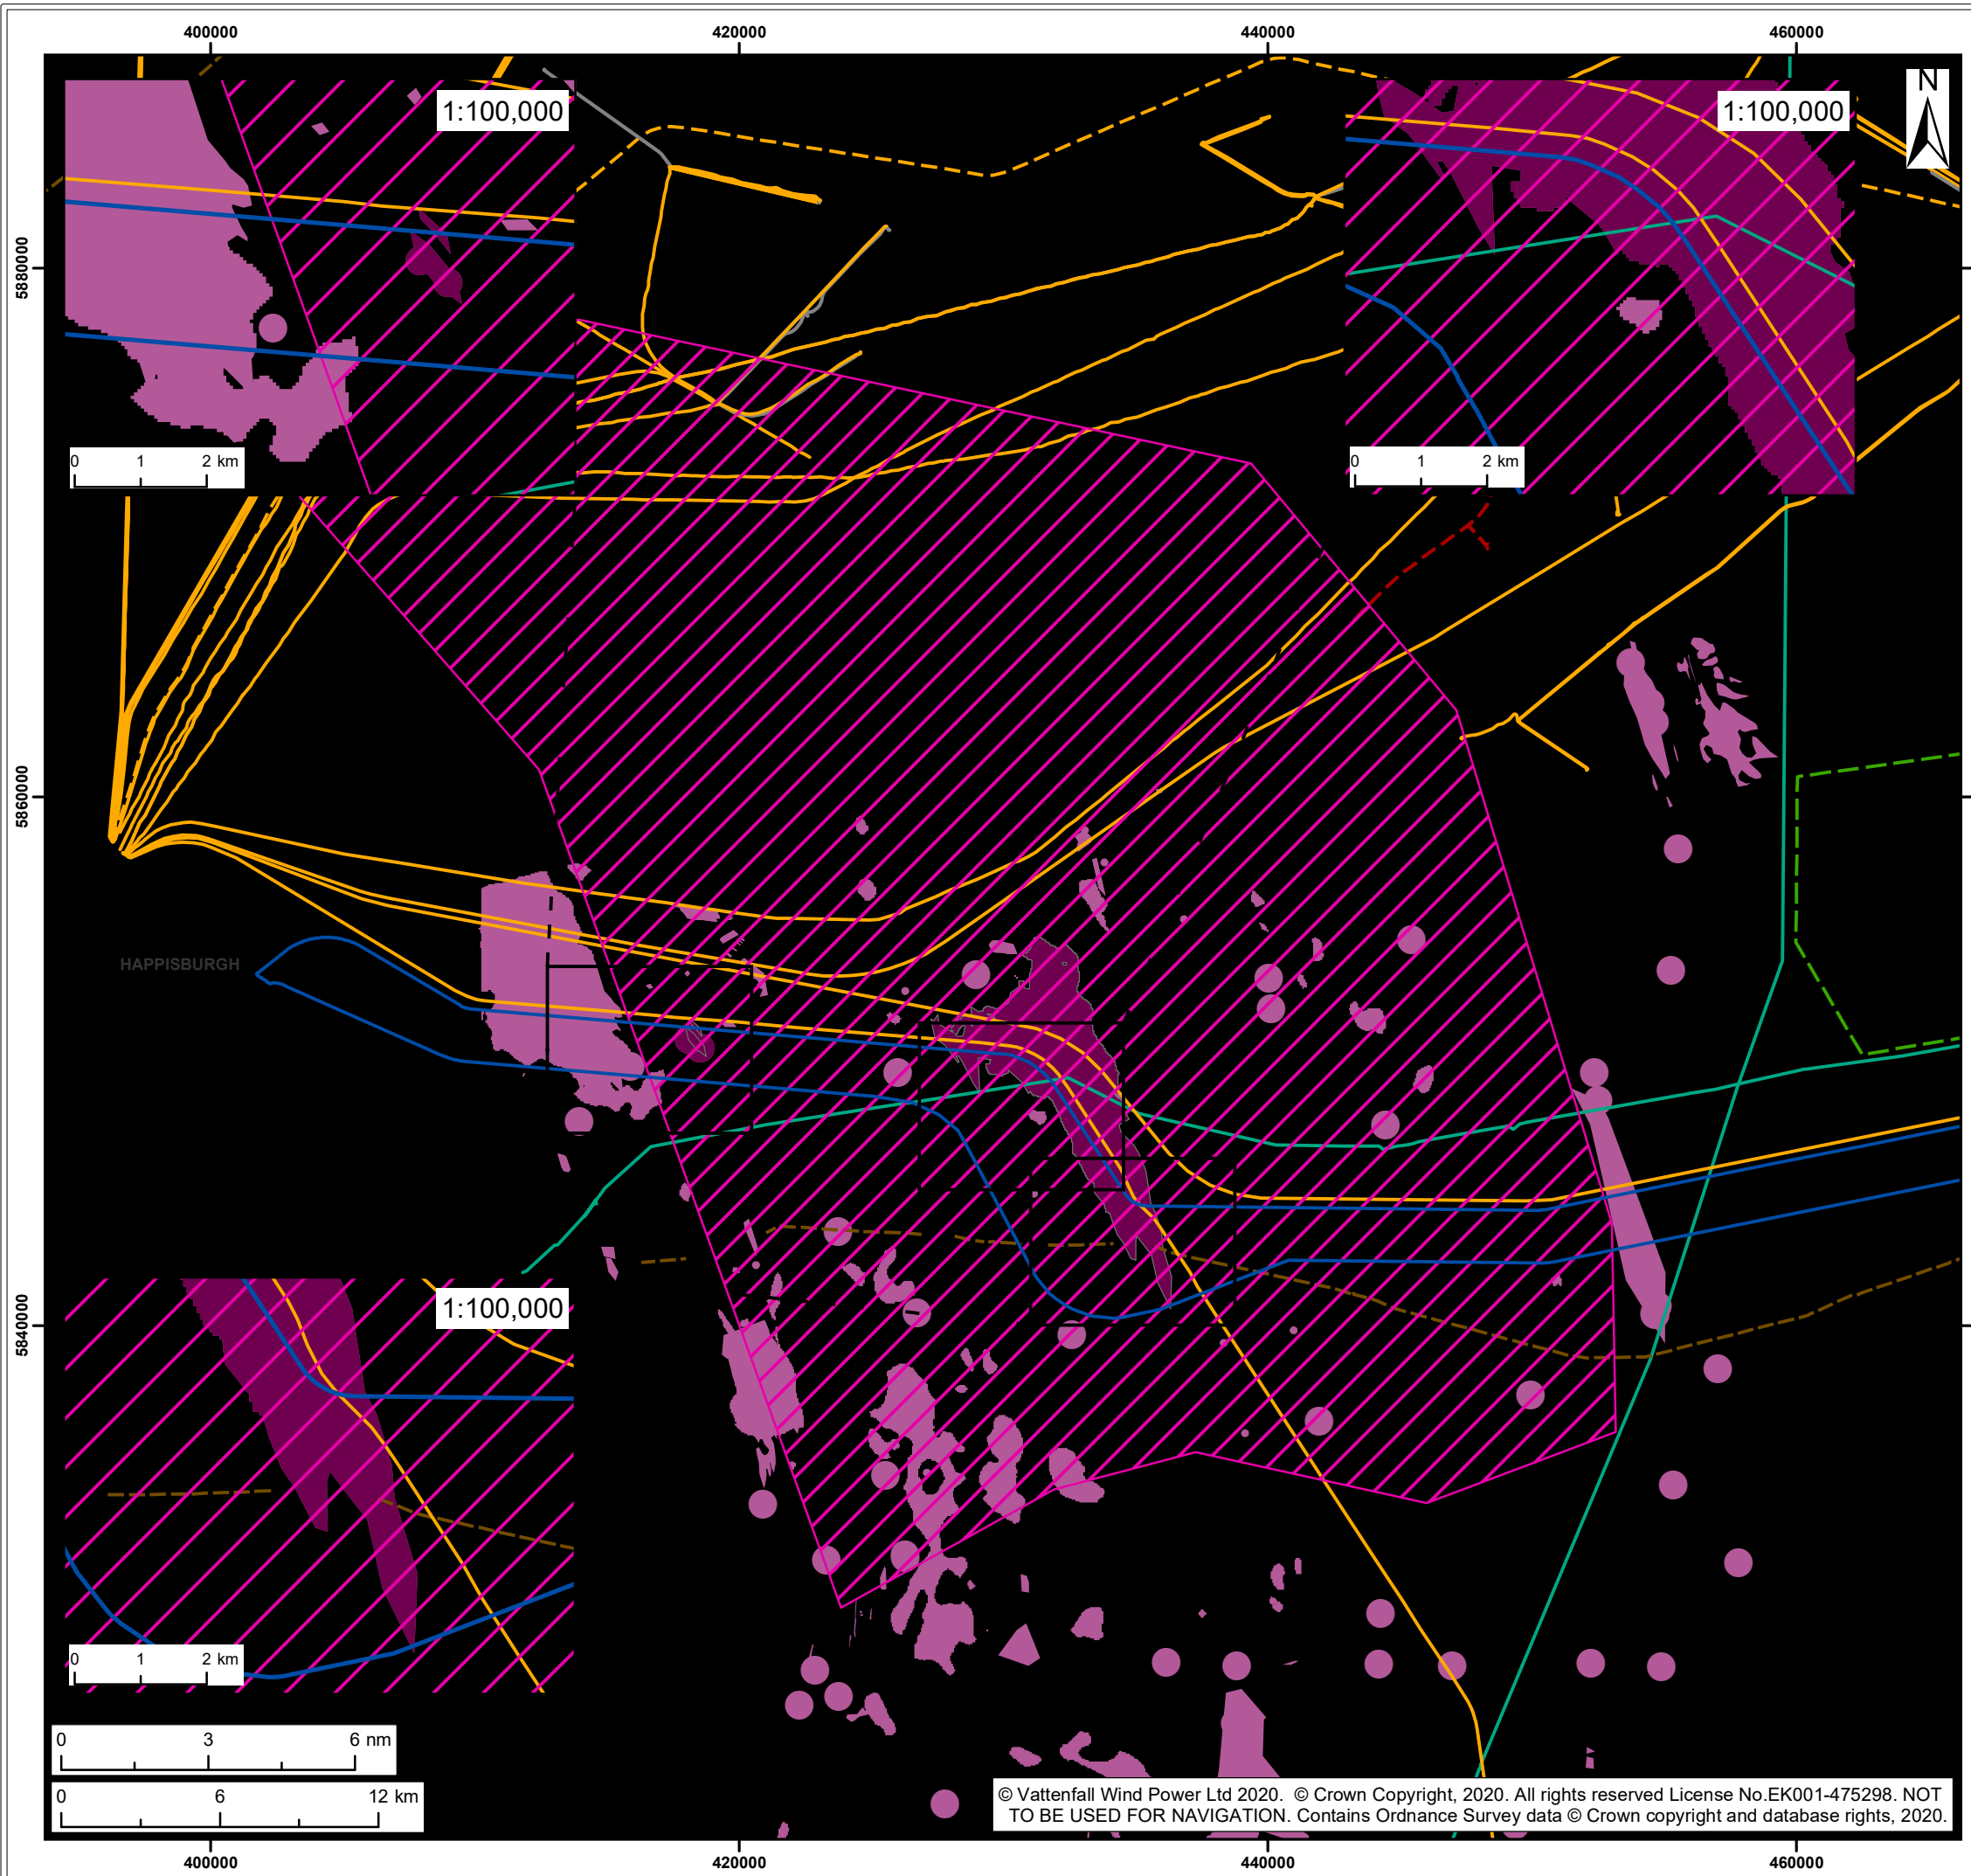 400000
420000
440000
460000
1:100,000
1:100,000
N
5880000
0 1 2 km
0 1 2 km
5860000
HAPPISBURGH
5840000
1:100,000
0 1 2 km
0 3 6 nm
0 6 12 km
© Vattenfall Wind Power Ltd 2020. © Crown Copyright, 2020. All rights reserved License No.EK001-475298. NOT
TO BE USED FOR NAVIGATION. Contains Ordnance Survey data © Crown copyright and database rights, 2020.
400000
420000
440000
460000